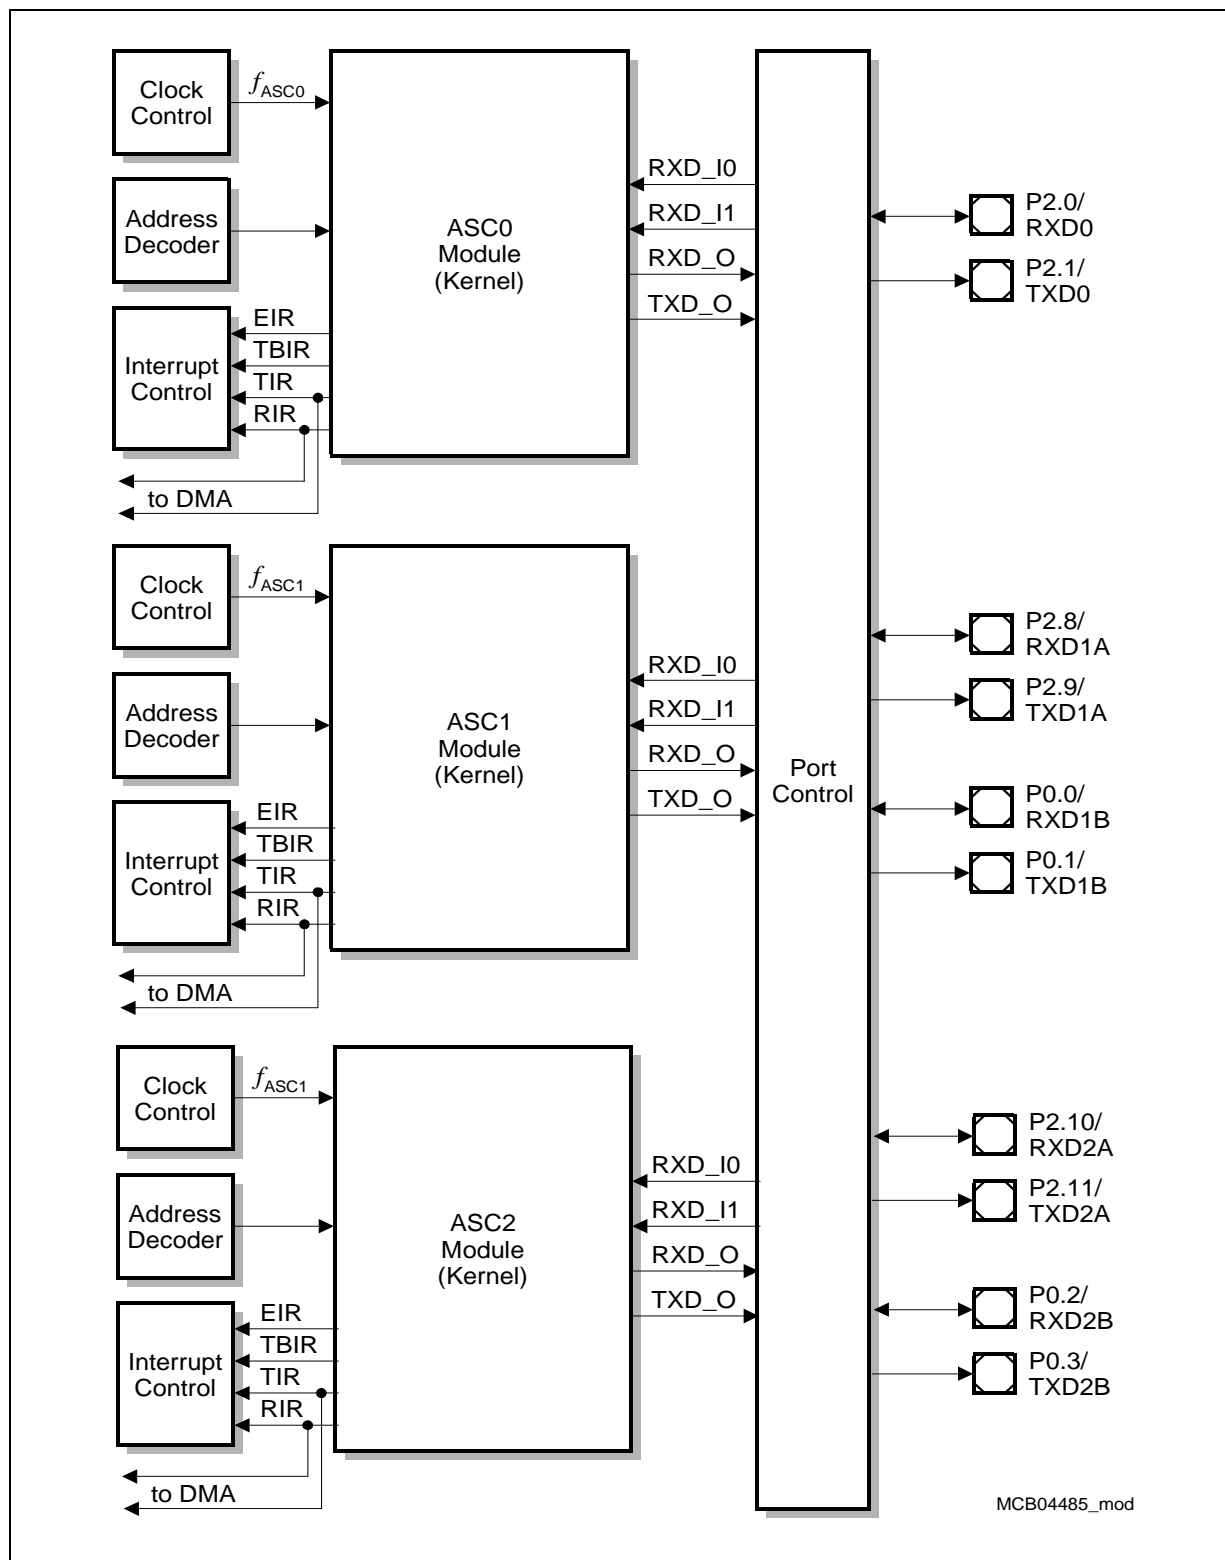 Clock
Control
fASC0
Address
Decoder
Interrupt
Control
EIR
TBIR
TIR
RIR
to DMA
ASC0
Module
(Kernel)
RXD_I0
RXD_I1
RXD_O
TXD_O
P2.0/
RXD0
P2.1/
TXD0
Clock
Control
fASC1
Address
Decoder
Interrupt
Control
EIR
TBIR
TIR
RIR
to DMA
ASC1
Module
(Kernel)
RXD_I0
RXD_I1
RXD_O
TXD_O
Port
Control
P2.8/
RXD1A
P2.9/
TXD1A
P0.0/
RXD1B
P0.1/
TXD1B
Clock
Control
fASC1
Address
Decoder
Interrupt
Control
EIR
TBIR
TIR
RIR
to DMA
ASC2
Module
(Kernel)
RXD_I0
RXD_I1
RXD_O
TXD_O
P2.10/
RXD2A
P2.11/
TXD2A
P0.2/
RXD2B
P0.3/
TXD2B
MCB04485_mod